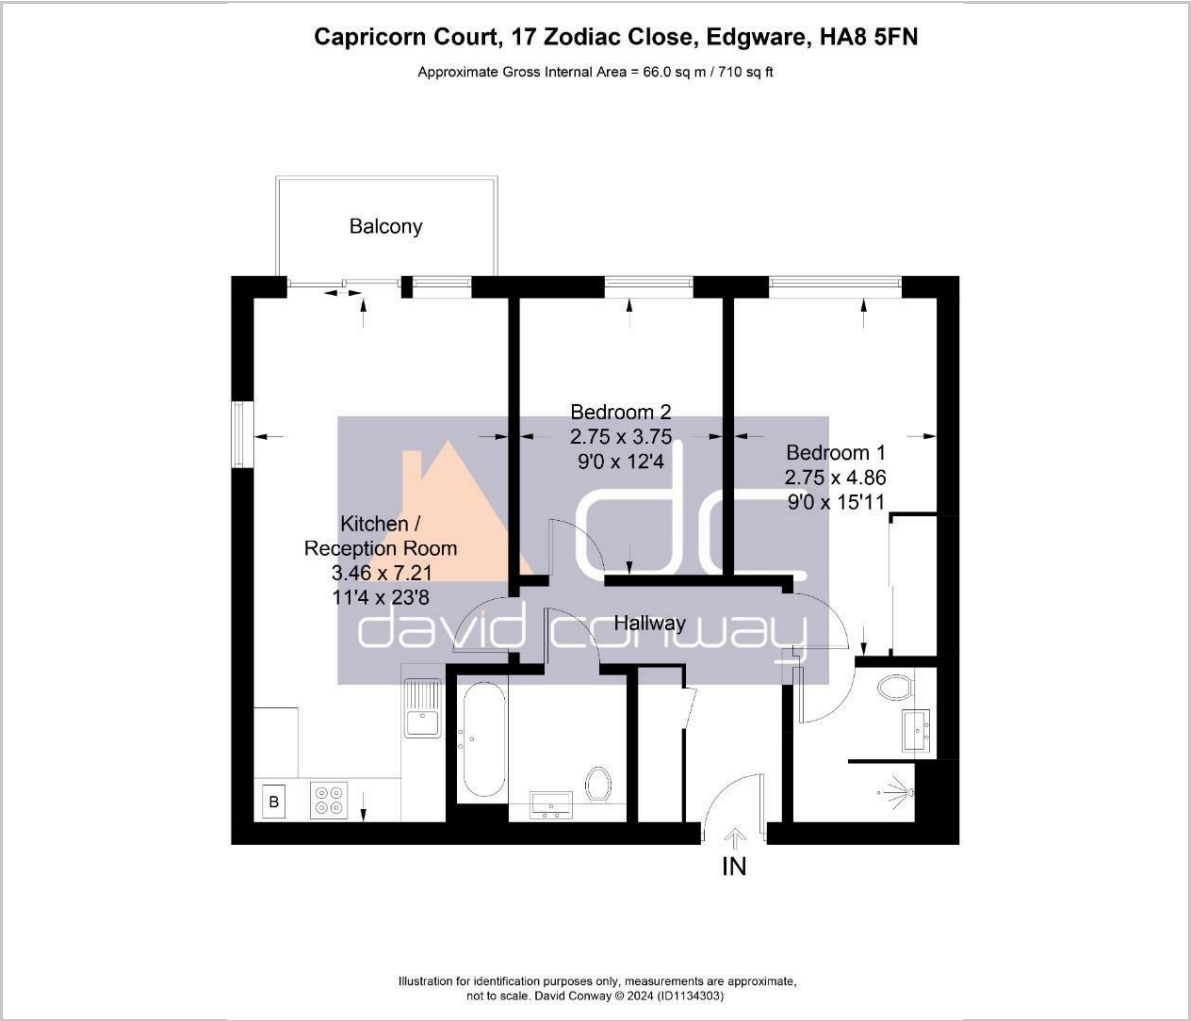 Capricorn Court, 17 Zodiac Close, Edgware, HA8 5FN
Approximate Gross Internal Area = 66.0 sq m / 710 sq ft
Balcony
Bedroom 2
2.75 x 3.75
9'0 x 12'4
Bedroom 1
2.75 x 4.86
9'0 x 15'11
dc
Kitchen /
Reception Room
3.46 x 7.21
11'4 x 23'8
Hallway
david conway
B
IN
Illustration for identification purposes only, measurements are approximate,
not to scale. David Conway © 2024 (ID1134303)